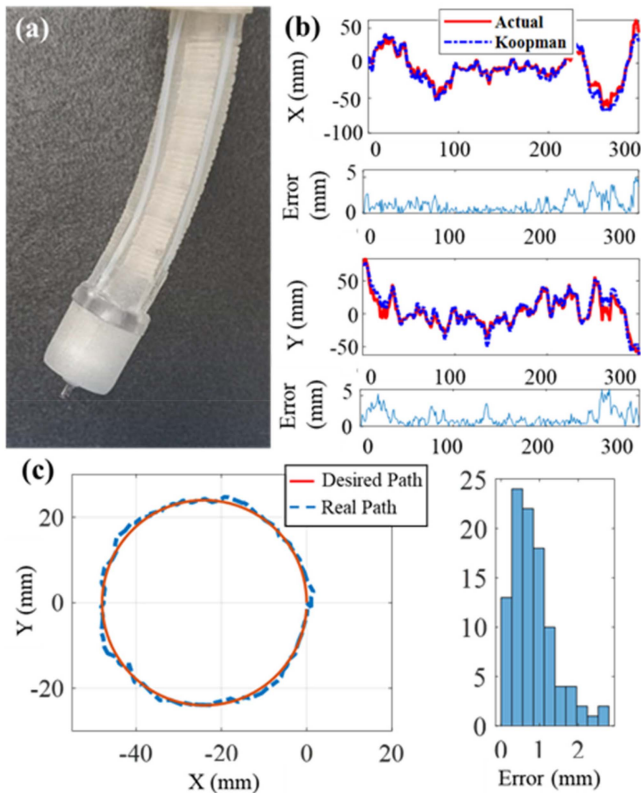 (a)
(b)
Actual
Koopman
X (mm)
50
0
-50
-100
0
100
200
300
Error
(mm)
5
0
0
100
200
300
Y (mm)
50
0
-50
0
100
200
300
Error
(mm)
5
0
0
100
200
300
(c)
Desired Path
Real Path
Y (mm)
20
0
-20
-40
-20
0
20
X (mm)
25
20
15
10
5
0
0
1
2
Error (mm)